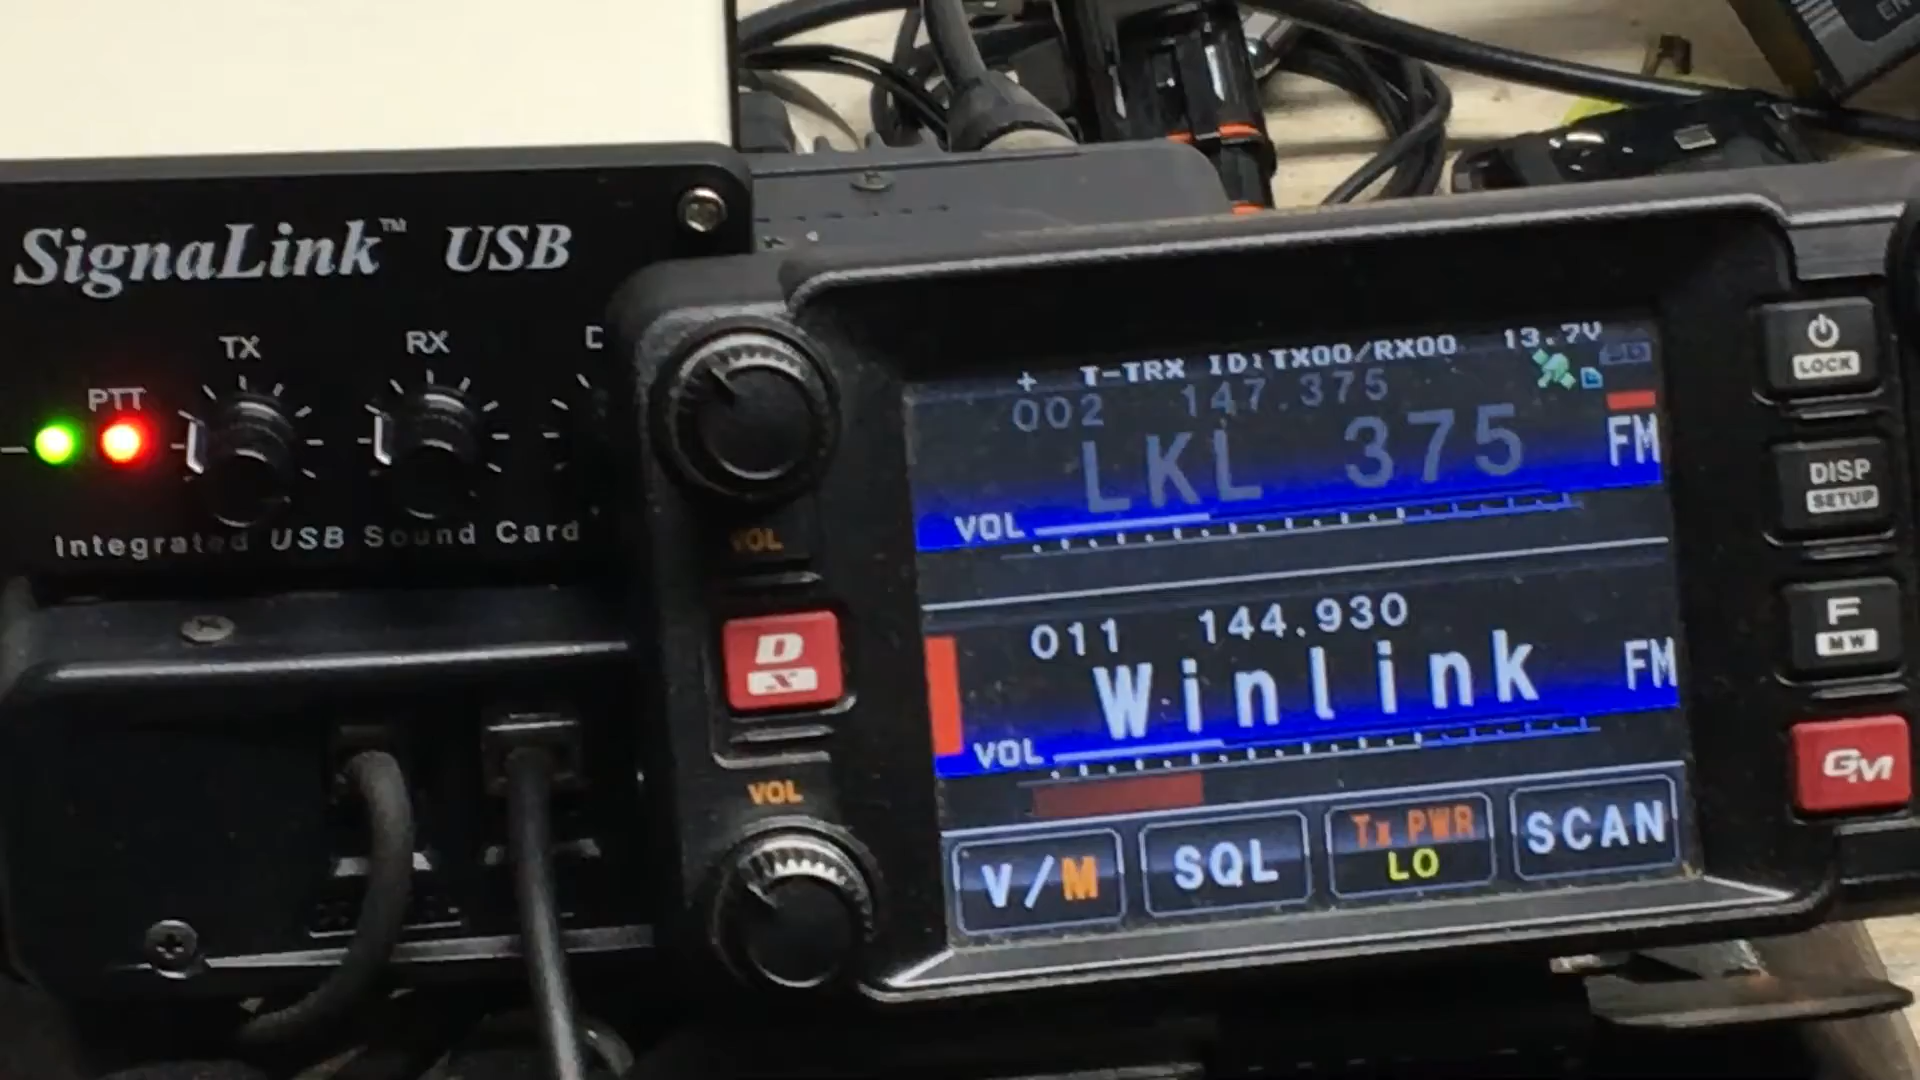 SignaLink™ USB
PTT TX RX D
Integrated USB Sound Card
VOL
D
X
VOL
+ T-TRX ID:TX00/RX00 13.7V
002 147.375
LKL 375 FM
VOL
011 144.930
Winlink FM
VOL
V/M SQL Tx PWR LO SCAN
LOCK
DISP
SETUP
F
MW
GM